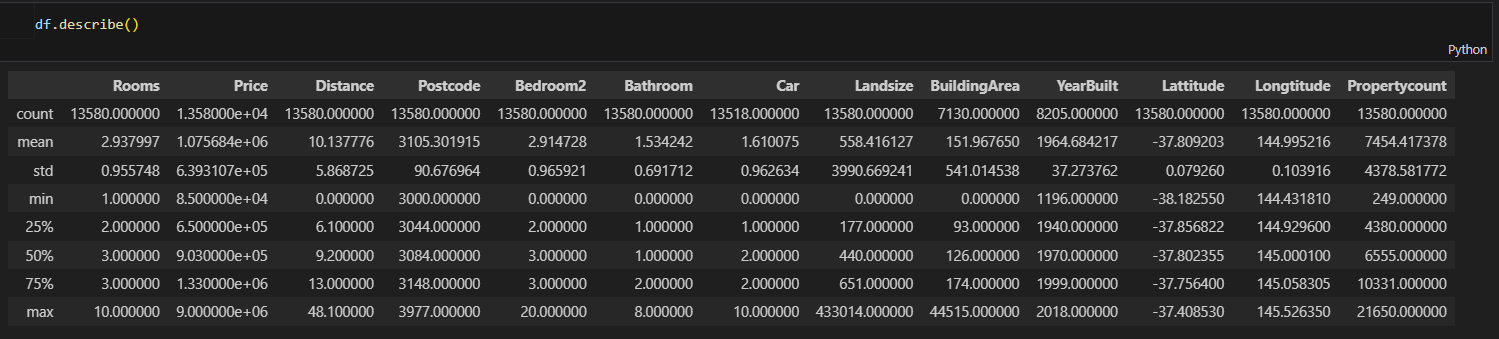 df.describe()
Python
Rooms Price Distance Postcode Bedroom2 Bathroom Car Landsize BuildingArea YearBuilt Lattitude Longtitude Propertycount
count 13580.000000 1.358000e+04 13580.000000 13580.000000 13580.000000 13580.000000 13518.000000 13580.000000 7130.000000 8205.000000 13580.000000 13580.000000 13580.000000
mean 2.937997 1.075684e+06 10.137776 3105.301915 2.914728 1.534242 1.610075 558.416127 151.967650 1964.684217 -37.809203 144.995216 7454.417378
std 0.955748 6.393107e+05 5.868725 90.676964 0.965921 0.691712 0.962634 3990.669241 541.014538 37.273762 0.079260 0.103916 4378.581772
min 1.000000 8.500000e+04 0.000000 3000.000000 0.000000 0.000000 0.000000 0.000000 0.000000 1196.000000 -38.182550 144.431810 249.000000
25% 2.000000 6.500000e+05 6.100000 3044.000000 2.000000 1.000000 1.000000 177.000000 93.000000 1940.000000 -37.856822 144.929600 4380.000000
50% 3.000000 9.030000e+05 9.200000 3084.000000 3.000000 1.000000 2.000000 440.000000 126.000000 1970.000000 -37.802355 145.000100 6555.000000
75% 3.000000 1.330000e+06 13.000000 3148.000000 3.000000 2.000000 2.000000 651.000000 174.000000 1999.000000 -37.756400 145.058305 10331.000000
max 10.000000 9.000000e+06 48.100000 3977.000000 20.000000 8.000000 10.000000 433014.000000 44515.000000 2018.000000 -37.408530 145.526350 21650.000000